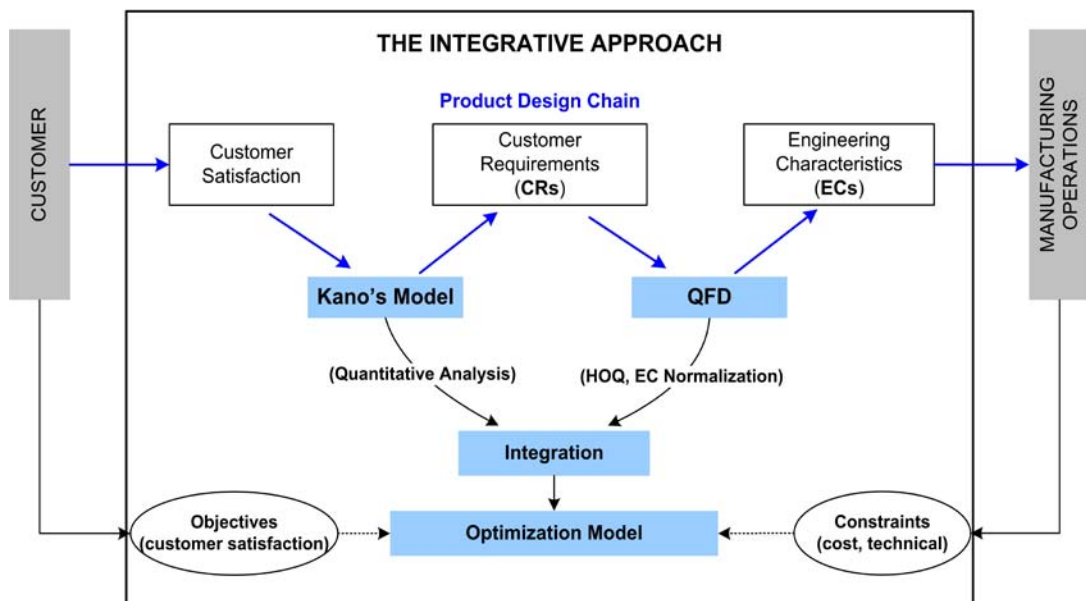 THE INTEGRATIVE APPROACH
Product Design Chain
CUSTOMER
Customer
Satisfaction
Customer
Requirements
(CRs)
Engineering
Characteristics
(ECs)
MANUFACTURING
OPERATIONS
Kano's Model
QFD
(Quantitative Analysis)
(HOQ, EC Normalization)
Integration
Objectives
(customer satisfaction)
Optimization Model
Constraints
(cost, technical)